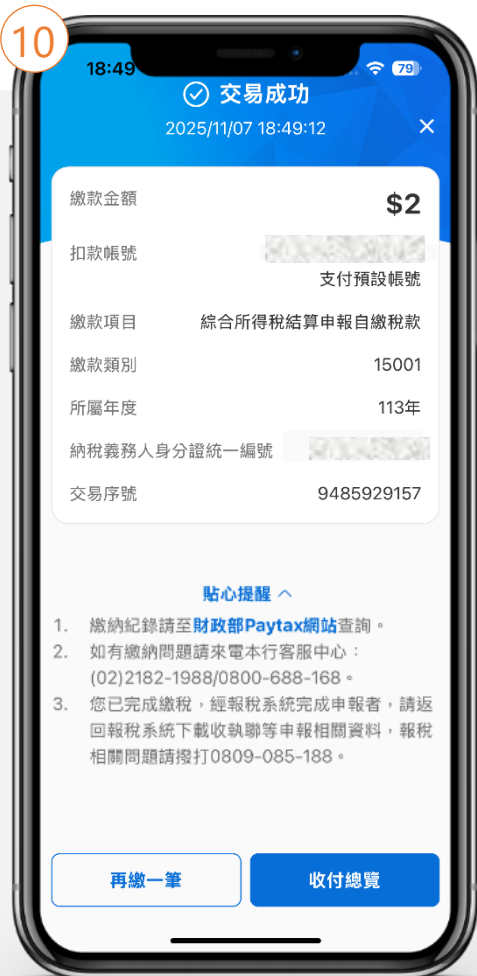 10
18:49
79
交易成功
2025/11/07 18:49:12
繳款金額 $2
扣款帳號
支付預設帳號
繳款項目 綜合所得稅結算申報自繳稅款
繳款類別 15001
所屬年度 113年
納稅義務人身分證統一編號
交易序號 9485929157
貼心提醒
1. 繳納紀錄請至財政部Paytax網站查詢。
2. 如有繳納問題請來電本行客服中心：
(02)2182-1988/0800-688-168。
3. 您已完成繳稅，經報稅系統完成申報者，請返
回報稅系統下載收執聯等申報相關資料，報稅
相關問題請撥打0809-085-188。
再繳一筆 收付總覽